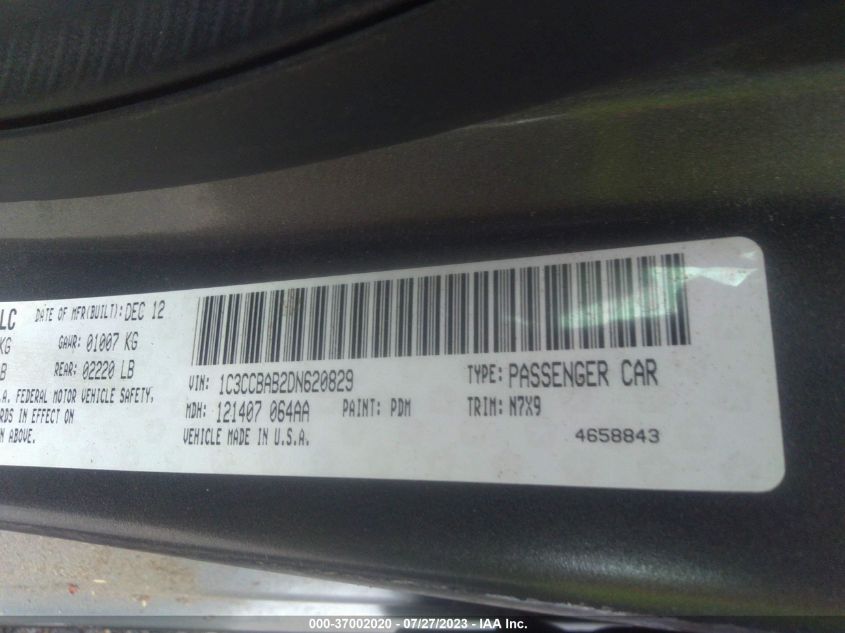 LC DATE OF MFR(BUILT): DEC 12
KG GAWR: 01007 KG
B REAR: 02220 LB
.A. FEDERAL MOTOR VEHICLE SAFETY,
RDS IN EFFECT ON
N ABOVE.
VIN: 1C3CCBAB2DN620829 TYPE: PASSENGER CAR
MDH: 121407 064AA PAINT: PDM TRIM: N7X9
VEHICLE MADE IN U.S.A. 4658843
000-37002020 - 07/27/2023 - IAA Inc.